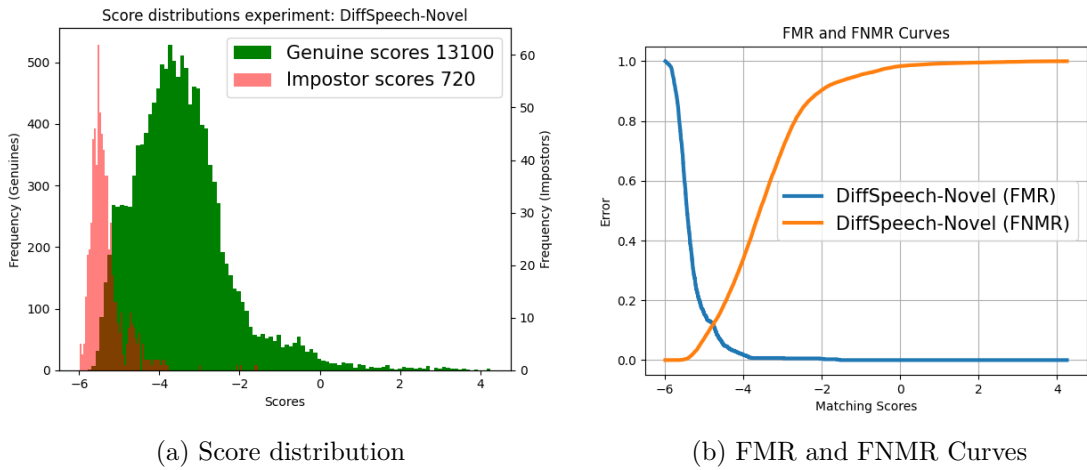 Score distributions experiment: DiffSpeech-Novel
Genuine scores 13100
Impostor scores 720
Frequency (Genuines)
500
400
300
200
100
0
60
50
40
30
20
10
0
Frequency (Impostors)
−6 −4 −2 0 2 4
Scores
(a) Score distribution
FMR and FNMR Curves
DiffSpeech-Novel (FMR)
DiffSpeech-Novel (FNMR)
Error
1.0
0.8
0.6
0.4
0.2
0.0
−6 −4 −2 0 2 4
Matching Scores
(b) FMR and FNMR Curves